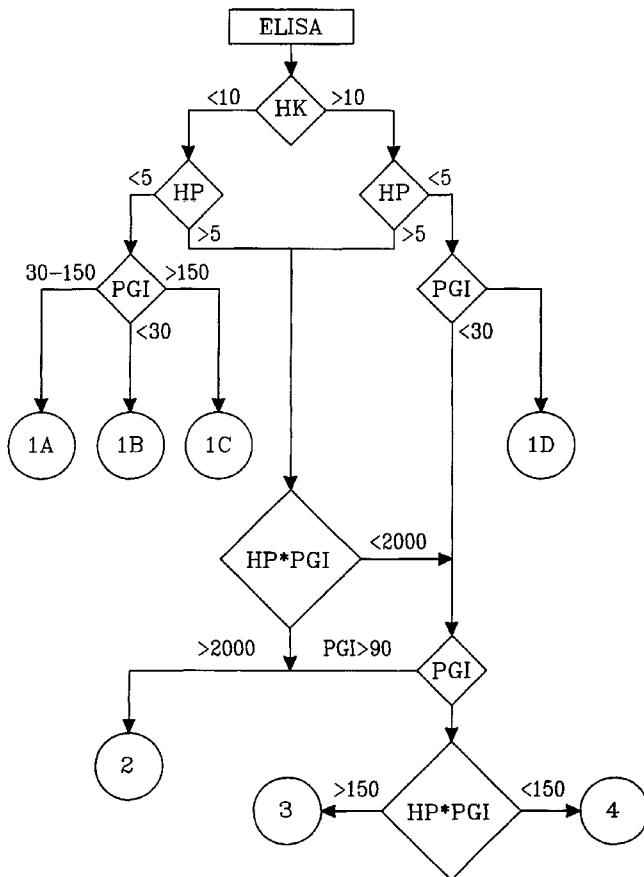 ELISA
<10 HK >10
<5 HP HP <5
>5 >5
30-150 PGI >150 PGI
<30 <30
1A 1B 1C 1D
HP*PGI <2000
>2000 PGI>90 PGI
2
3 >150 HP*PGI <150 4